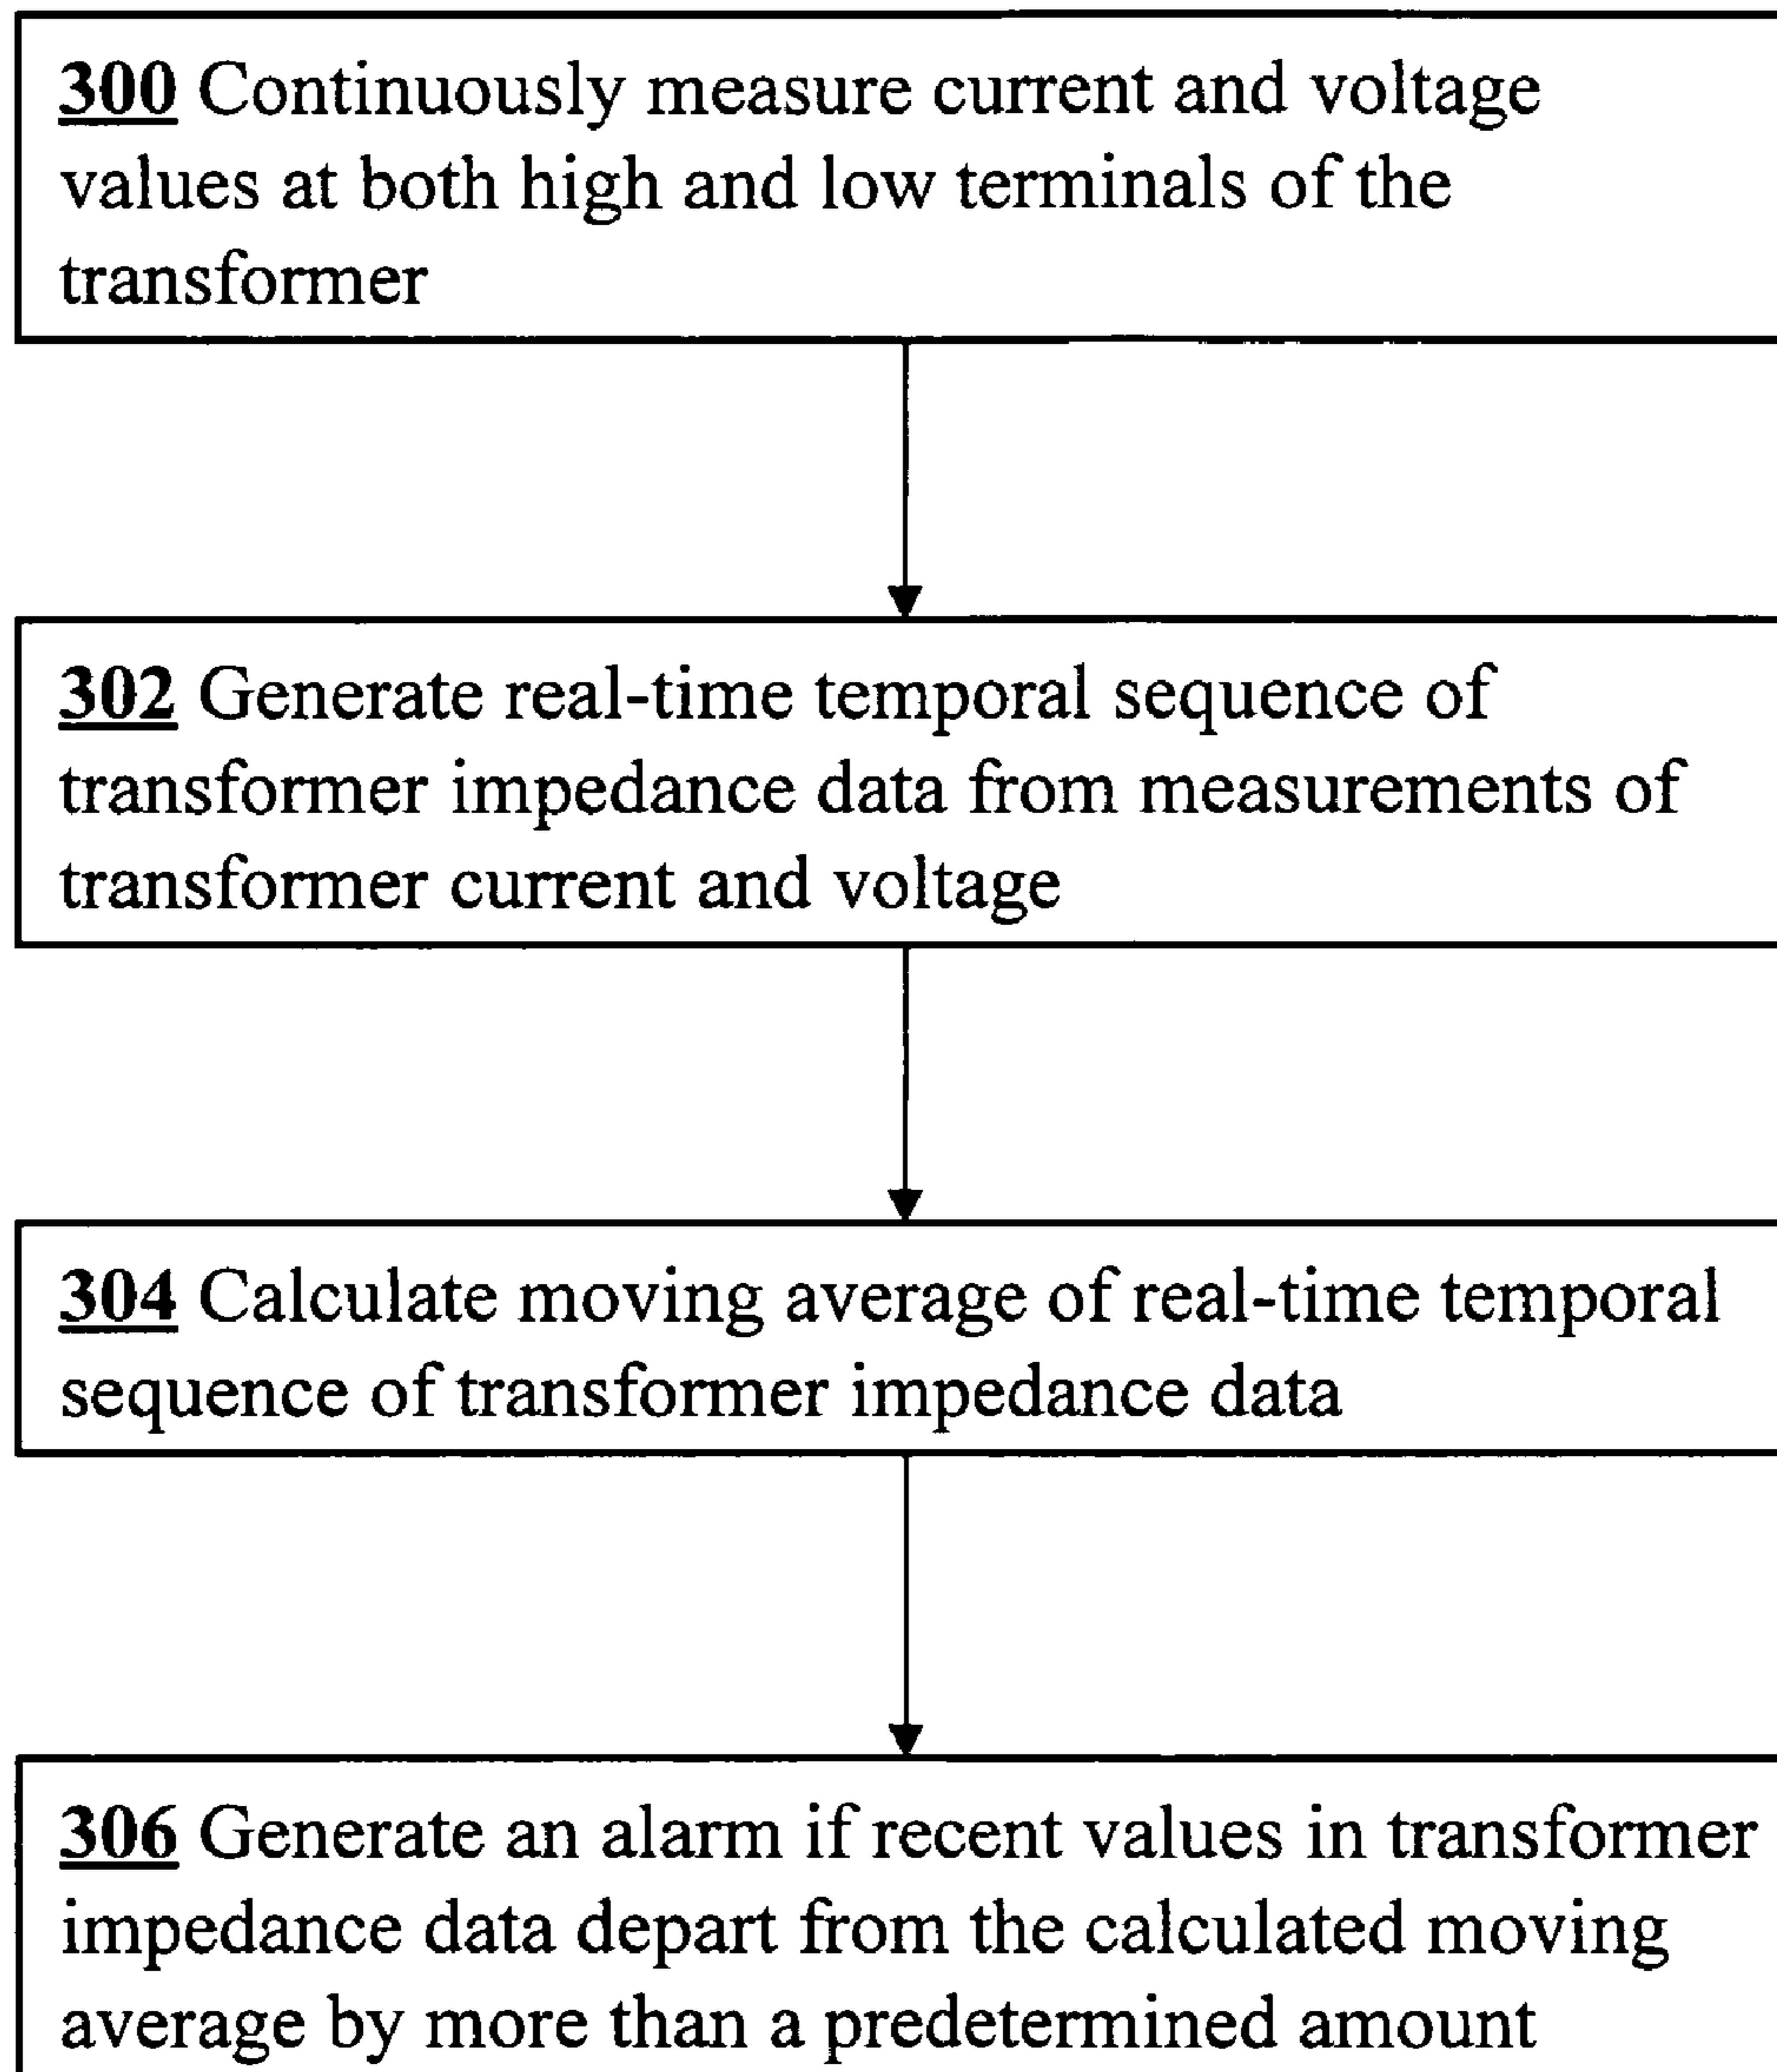 300 Continuously measure current and voltage
values at both high and low terminals of the
transformer
302 Generate real-time temporal sequence of
transformer impedance data from measurements of
transformer current and voltage
304 Calculate moving average of real-time temporal
sequence of transformer impedance data
306 Generate an alarm if recent values in transformer
impedance data depart from the calculated moving
average by more than a predetermined amount